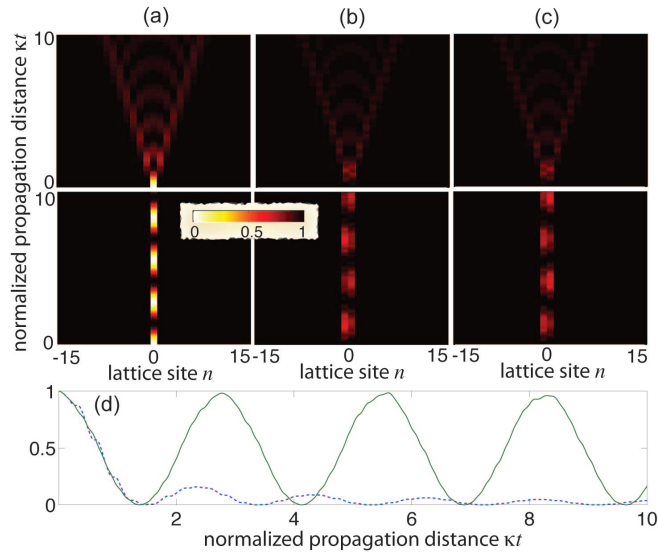 (a) (b) (c)
normalized propagation distance κt
10
0
10
0
0 0.5 1
-15 0 15 -15 0 15 -15 0 15
lattice site n lattice site n lattice site n
(d)
1
0.5
0
2 4 6 8 10
normalized propagation distance κt